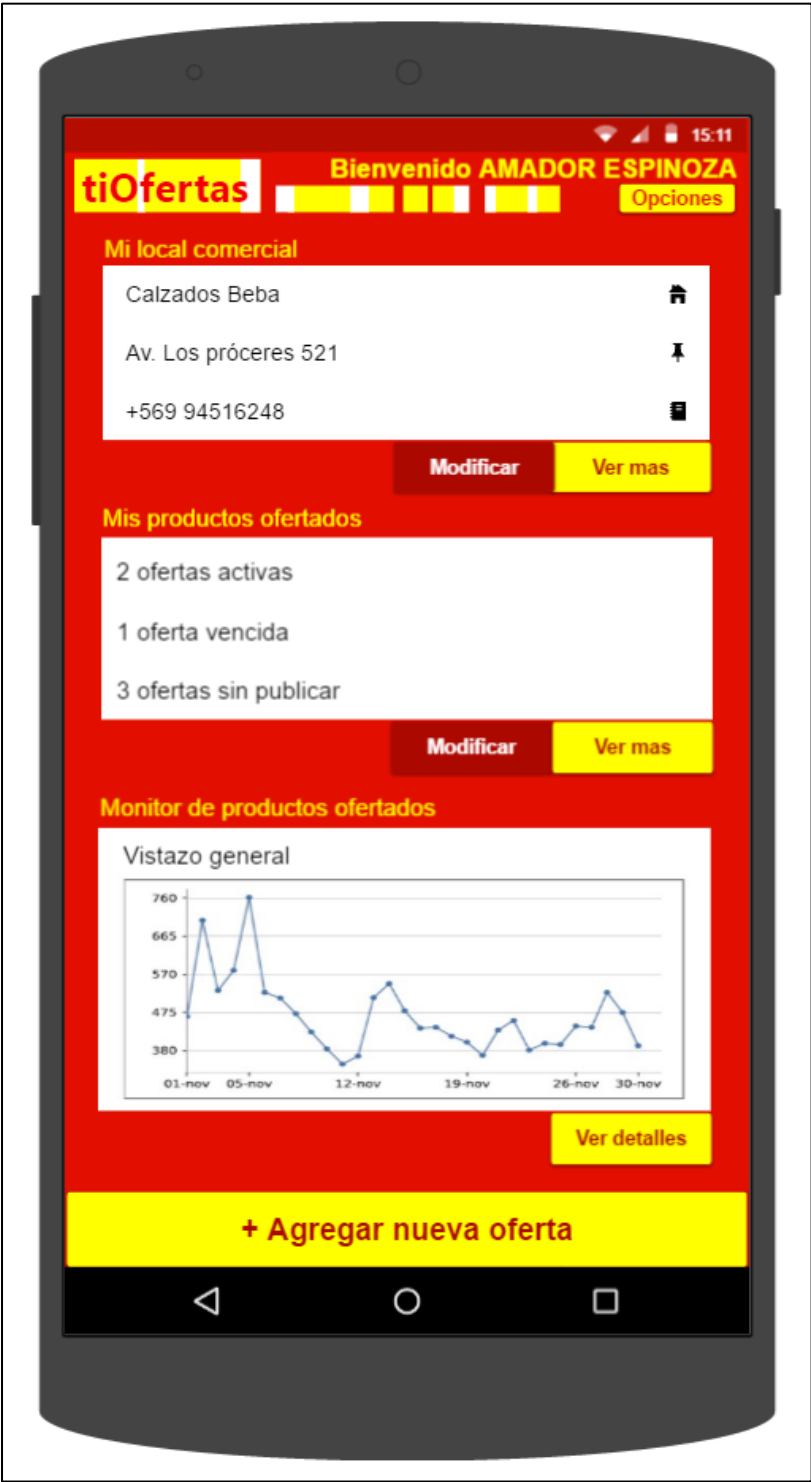 15:11
tiOfertas
Bienvenido AMADOR ESPINOZA
Opciones
Mi local comercial
Calzados Beba
Av. Los próceres 521
+569 94516248
Modificar Ver mas
Mis productos ofertados
2 ofertas activas
1 oferta vencida
3 ofertas sin publicar
Modificar Ver mas
Monitor de productos ofertados
Vistazo general
760
665
570
475
380
01-nov 05-nov 12-nov 19-nov 26-nov 30-nov
Ver detalles
+ Agregar nueva oferta